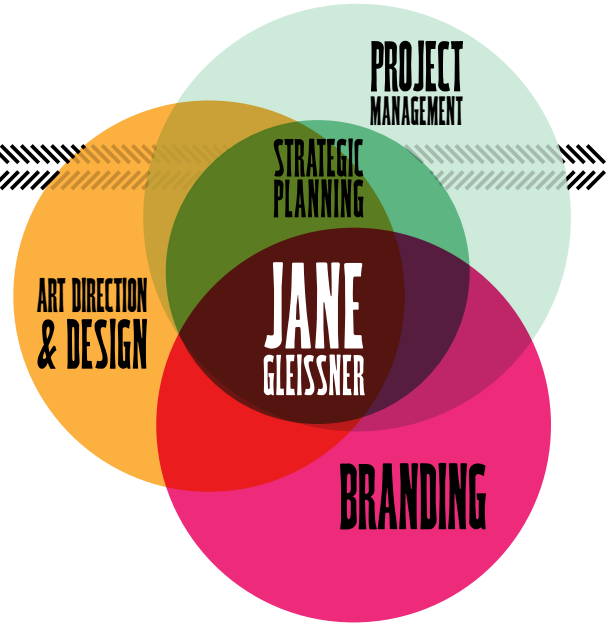 PROJECT
MANAGEMENT
STRATEGIC
PLANNING
ART DIRECTION
& DESIGN
JANE
GLEISSNER
BRANDING